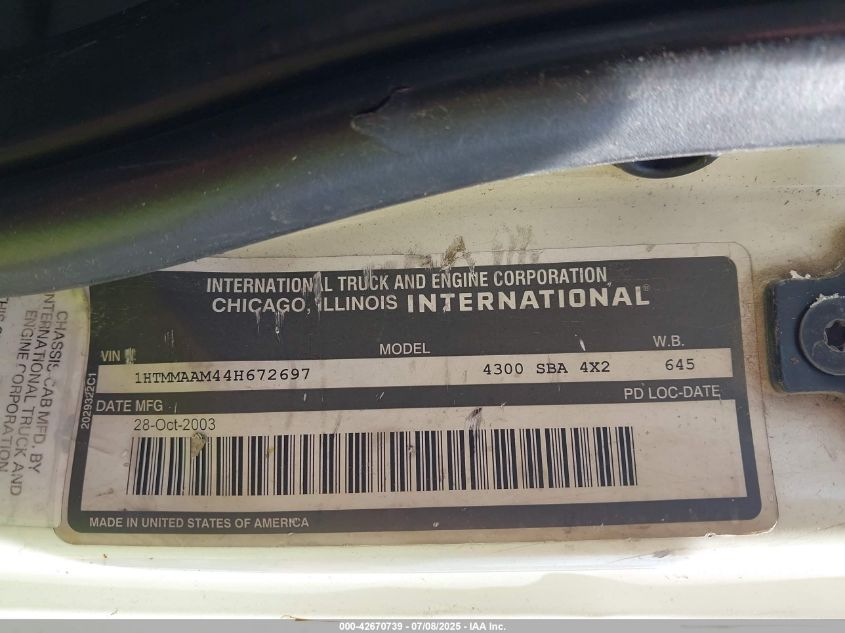 INTERNATIONAL TRUCK AND ENGINE CORPORATION
CHICAGO, ILLINOIS INTERNATIONAL®
VIN MODEL W.B.
1HTMMAAM44H672697 4300 SBA 4X2 645
DATE MFG PD LOC-DATE
28-Oct-2003
MADE IN UNITED STATES OF AMERICA
2029322C1
CHASSIS-CAB MFD. BY
INTERNATIONAL TRUCK AND
ENGINE CORPORATION
000-42670739 - 07/08/2025 - IAA Inc.